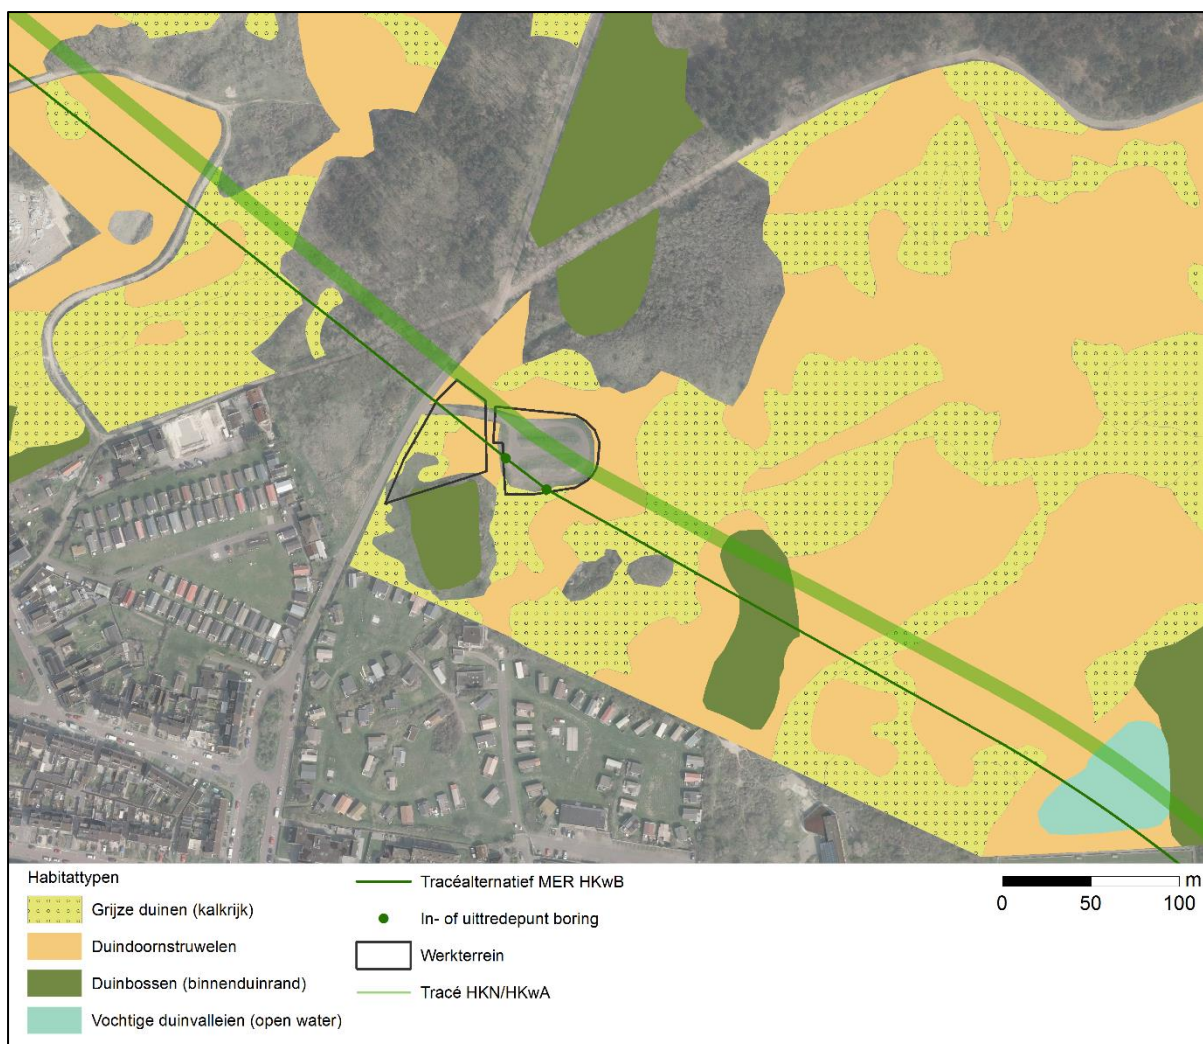 Habitattypen
Grijze duinen (kalkrijk)
Duindoornstruwelen
Duinbossen (binnenduinrand)
Vochtige duinvalleien (open water)
Tracéalternatief MER HKwB
In- of uittredepunt boring
Werkterrein
Tracé HKN/HKwA
m
0 50 100